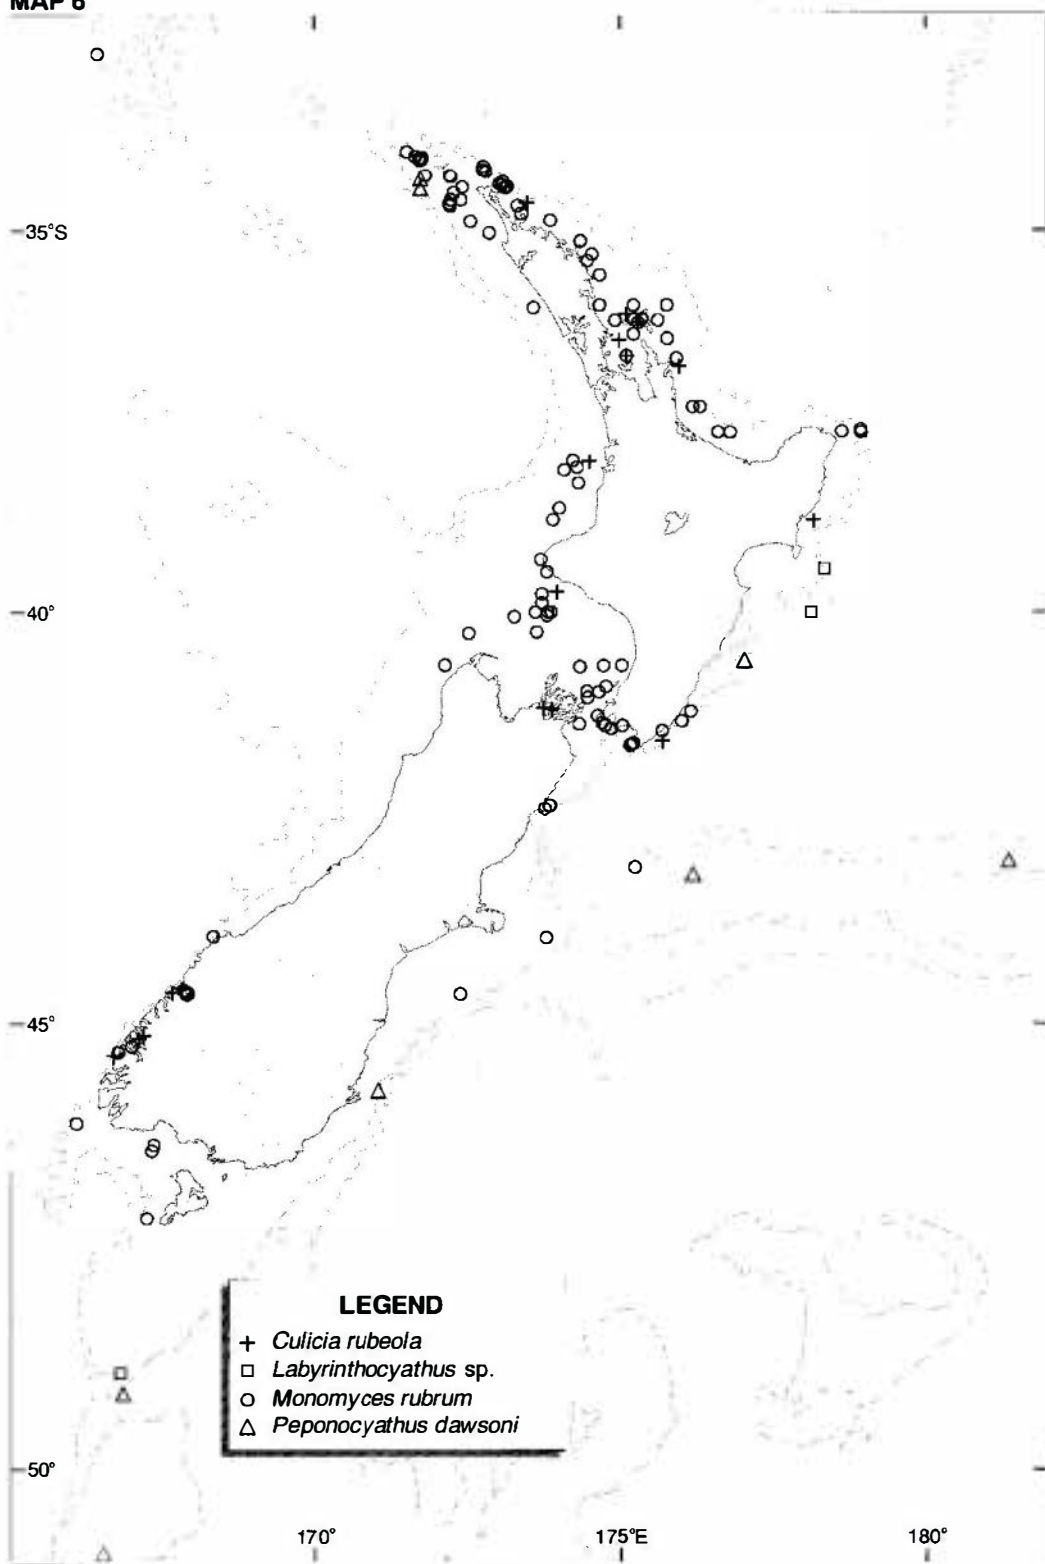 MAP 6
35°S
40°
45°
50°
LEGEND
+ Culicia rubeola
□ Labyrinthocyathus sp.
○ Monomyces rubrum
△ Peponocyathus dawsoni
170°
175°E
180°